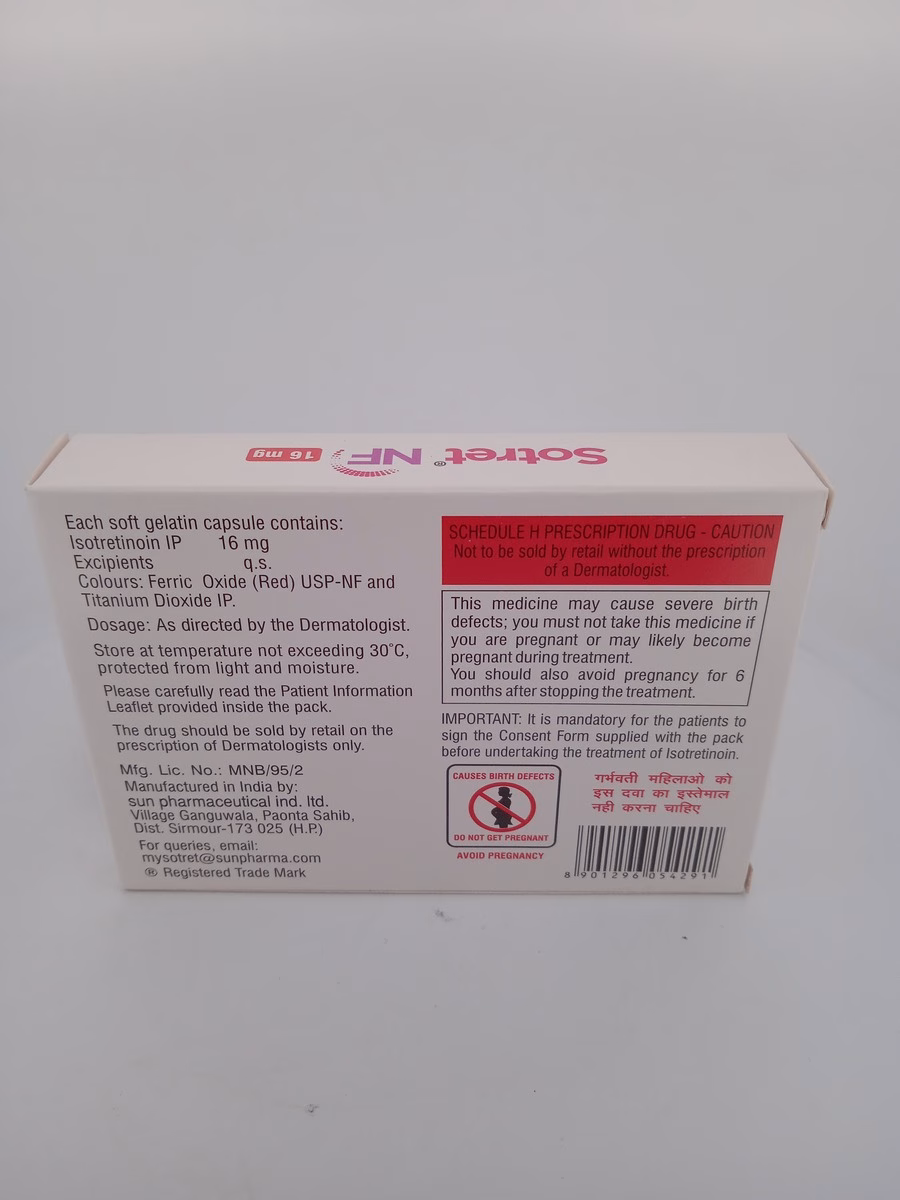 Sotret® NF 16 mg
Each soft gelatin capsule contains:
Isotretinoin IP 16 mg
Excipients q.s.
Colours: Ferric Oxide (Red) USP-NF and
Titanium Dioxide IP.
Dosage: As directed by the Dermatologist.
Store at temperature not exceeding 30°C,
protected from light and moisture.
Please carefully read the Patient Information
Leaflet provided inside the pack.
The drug should be sold by retail on the
prescription of Dermatologists only.
Mfg. Lic. No.: MNB/95/2
Manufactured in India by:
sun pharmaceutical ind. ltd.
Village Ganguwala, Paonta Sahib,
Dist. Sirmour-173 025 (H.P.)
For queries, email:
mysotret@sunpharma.com
® Registered Trade Mark
SCHEDULE H PRESCRIPTION DRUG - CAUTION
Not to be sold by retail without the prescription
of a Dermatologist.
This medicine may cause severe birth
defects; you must not take this medicine if
you are pregnant or may likely become
pregnant during treatment.
You should also avoid pregnancy for 6
months after stopping the treatment.
IMPORTANT: It is mandatory for the patients to
sign the Consent Form supplied with the pack
before undertaking the treatment of Isotretinoin.
CAUSES BIRTH DEFECTS
DO NOT GET PREGNANT
AVOID PREGNANCY
गर्भवती महिलाओ को
इस दवा का इस्तेमाल
नही करना चाहिए
8 901296 054291